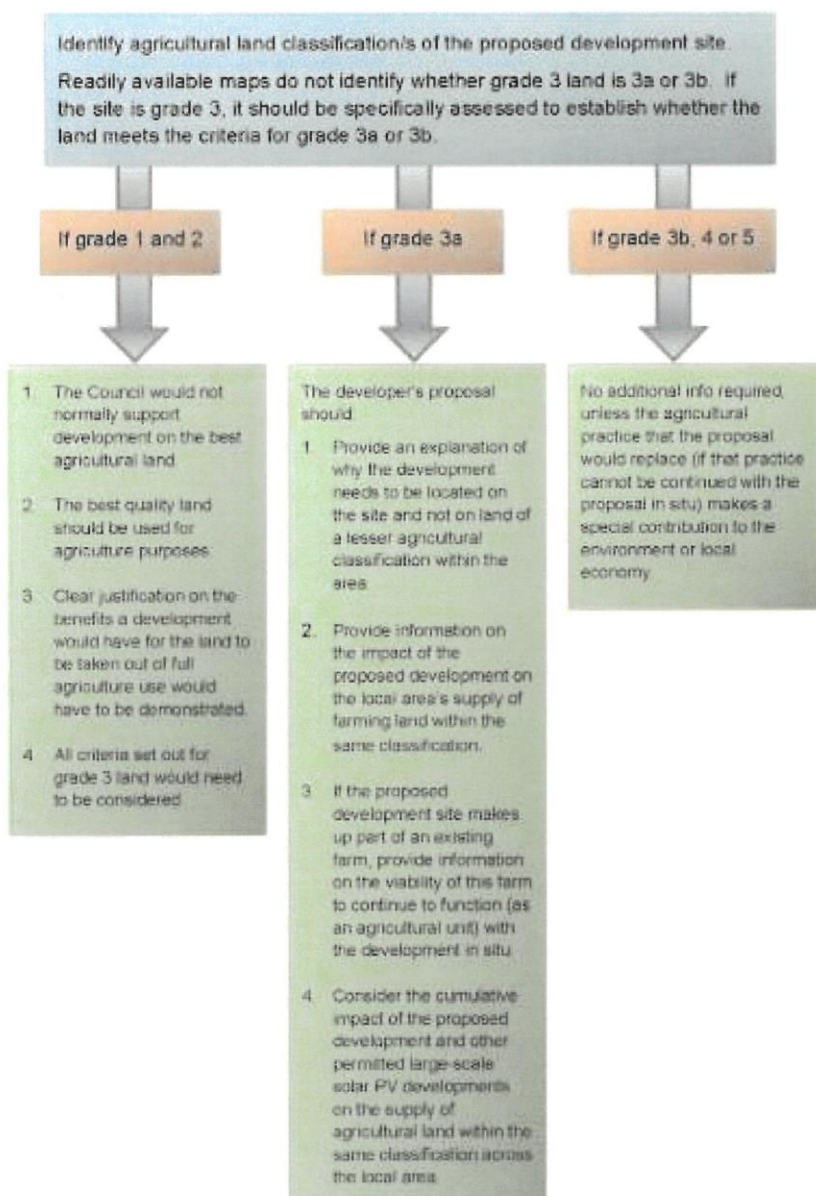 Identify agricultural land classification/s of the proposed development site.
Readily available maps do not identify whether grade 3 land is 3a or 3b. If
the site is grade 3, it should be specifically assessed to establish whether the
land meets the criteria for grade 3a or 3b.
If grade 1 and 2
1 The Council would not
normally support
development on the best
agricultural land
2 The best quality land
should be used for
agriculture purposes
3 Clear justification on the
benefits a development
would have for the land to
be taken out of full
agriculture use would
have to be demonstrated.
4 All criteria set out for
grade 3 land would need
to be considered
If grade 3a
The developer's proposal
should
1 Provide an explanation of
why the development
needs to be located on
the site and not on land of
a lesser agricultural
classification within the
area
2. Provide information on
the impact of the
proposed development on
the local area's supply of
farming land within the
same classification.
3 If the proposed
development site makes
up part of an existing
farm, provide information
on the viability of this farm
to continue to function (as
an agricultural unit) with
the development in situ
4 Consider the cumulative
impact of the proposed
development and other
permitted large-scale
solar PV developments
on the supply of
agricultural land within the
same classification across
the local area
If grade 3b, 4 or 5
No additional info required,
unless the agricultural
practice that the proposal
would replace (if that practice
cannot be continued with the
proposal in situ) makes a
special contribution to the
environment or local
economy